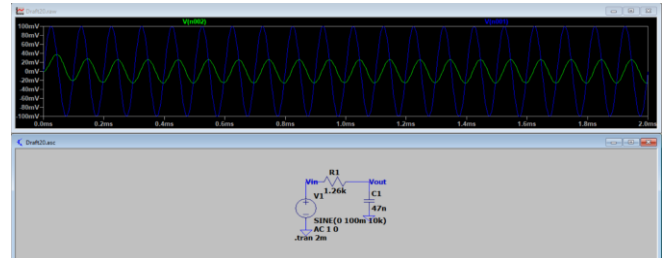 Draft20.raw
V(n002)
V(n001)
100mV
80mV
60mV
40mV
20mV
0mV
-20mV
-40mV
-60mV
-80mV
-100mV
0.0ms 0.2ms 0.4ms 0.6ms 0.8ms 1.0ms 1.2ms 1.4ms 1.6ms 1.8ms 2.0ms
Draft20.asc
R1
Vin Vout
1.26k
V1 C1
47n
SINE(0 100m 10k)
AC 1 0
.tran 2m